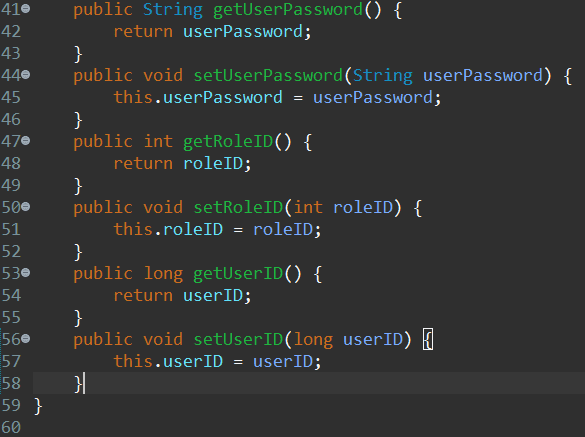 41 public String getUserPassword() {
42 return userPassword;
43 }
44 public void setUserPassword(String userPassword) {
45 this.userPassword = userPassword;
46 }
47 public int getRoleID() {
48 return roleID;
49 }
50 public void setRoleID(int roleID) {
51 this.roleID = roleID;
52 }
53 public long getUserID() {
54 return userID;
55 }
56 public void setUserID(long userID) {
57 this.userID = userID;
58 }
59 }
60